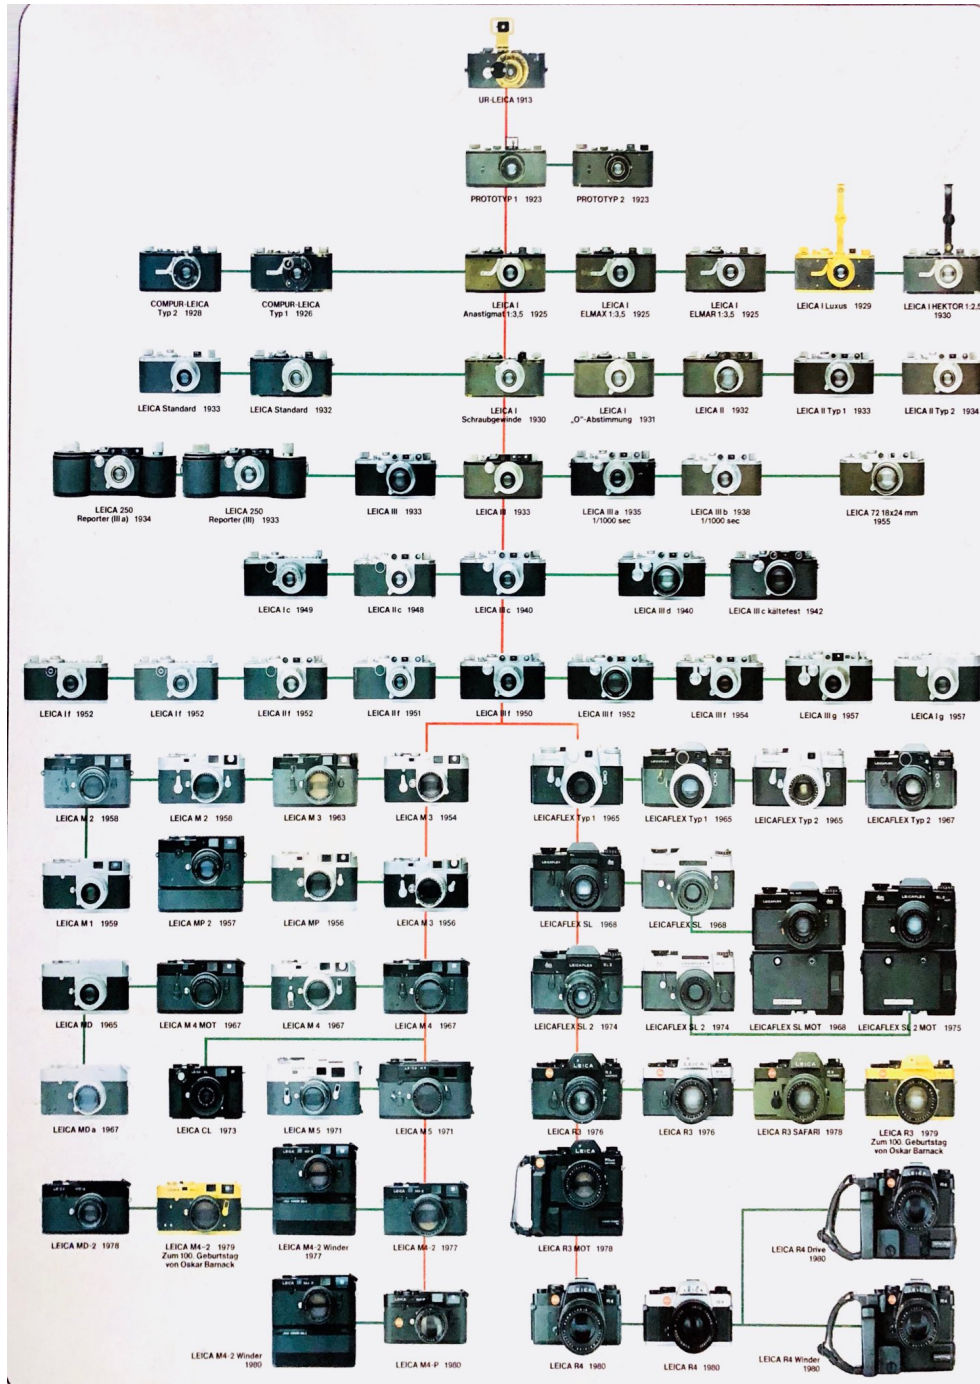 UR-LEICA 1913
PROTOTYP 1 1923
PROTOTYP 2 1923
COMPUR-LEICA
Typ 2 1928
COMPUR-LEICA
Typ 1 1926
LEICA I
Anastigmat 1:3,5 1925
LEICA I
ELMAX 1:3,5 1925
LEICA I
ELMAR 1:3,5 1925
LEICA I Luxus 1929
LEICA I HEKTOR 1:2,5
1930
LEICA Standard 1933
LEICA Standard 1932
LEICA I
Schraubgewinde 1930
LEICA I
„O"-Abstimmung 1931
LEICA II 1932
LEICA II Typ 1 1933
LEICA II Typ 2 1934
LEICA 250
Reporter (III a) 1934
LEICA 250
Reporter (III) 1933
LEICA III 1933
LEICA III 1933
LEICA III a 1935
1/1000 sec
LEICA III b 1938
1/1000 sec
LEICA 72 18x24 mm
1955
LEICA I c 1949
LEICA II c 1948
LEICA III c 1940
LEICA III d 1940
LEICA III c kältefest 1942
LEICA I f 1952
LEICA I f 1952
LEICA II f 1952
LEICA II f 1951
LEICA III f 1950
LEICA III f 1952
LEICA III f 1954
LEICA III g 1957
LEICA I g 1957
LEICA M 2 1958
LEICA M 2 1958
LEICA M 3 1963
LEICA M 3 1954
LEICAFLEX Typ 1 1965
LEICAFLEX Typ 1 1965
LEICAFLEX Typ 2 1965
LEICAFLEX Typ 2 1967
LEICA M 1 1959
LEICA MP 2 1957
LEICA MP 1956
LEICA M 3 1956
LEICAFLEX SL 1968
LEICAFLEX SL 1968
LEICA MD 1965
LEICA M 4 MOT 1967
LEICA M 4 1967
LEICA M 4 1967
LEICAFLEX SL 2 1974
LEICAFLEX SL 2 1974
LEICAFLEX SL MOT 1968
LEICAFLEX SL 2 MOT 1975
LEICA MD a 1967
LEICA CL 1973
LEICA M 5 1971
LEICA M 5 1971
LEICA R3 1976
LEICA R3 1976
LEICA R3 SAFARI 1978
LEICA R3 1979
Zum 100. Geburtstag
von Oskar Barnack
LEICA MD-2 1978
LEICA M4-2 1979
Zum 100. Geburtstag
von Oskar Barnack
LEICA M4-2 Winder
1977
LEICA M4-2 1977
LEICA R3 MOT 1978
LEICA R4 Drive
1980
LEICA M4-2 Winder
1980
LEICA M4-P 1980
LEICA R4 1980
LEICA R4 1980
LEICA R4 Winder
1980